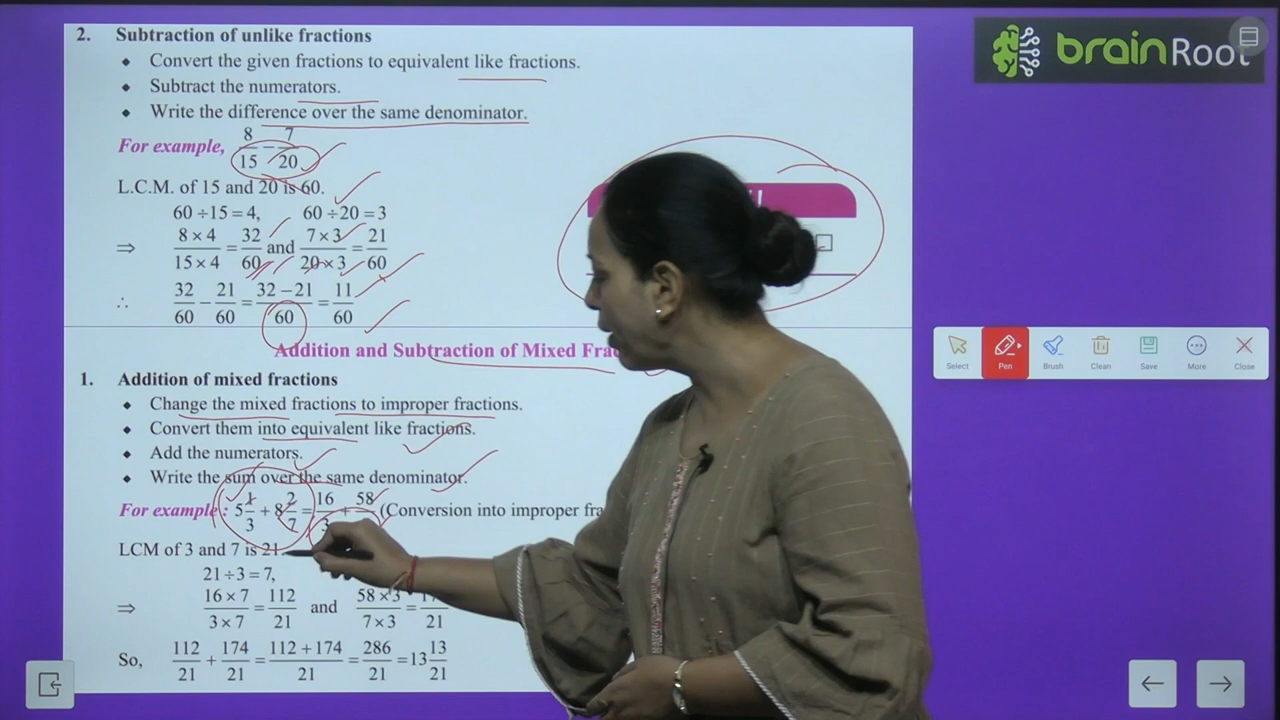 2. Subtraction of unlike fractions
♦ Convert the given fractions to equivalent like fractions.
♦ Subtract the numerators.
♦ Write the difference over the same denominator.
For example, 8/15 − 7/20
L.C.M. of 15 and 20 is 60.
60 ÷ 15 = 4, 60 ÷ 20 = 3
⇒ 8 × 4/15 × 4 = 32/60 and 7 × 3/20 × 3 = 21/60
∴ 32/60 − 21/60 = 32 − 21/60 = 11/60
Addition and Subtraction of Mixed
1. Addition of mixed fractions
♦ Change the mixed fractions to improper fractions.
♦ Convert them into equivalent like fractions.
♦ Add the numerators.
♦ Write the sum over the same denominator.
For example : 5 1/3 + 8 2/7 = 16/3 + 58 (Conversion into improper
LCM of 3 and 7 is 21.
21 ÷ 3 = 7,
⇒ 16 × 7/3 × 7 = 112/21 and 58 × 3/7 × 3 = /21
So, 112/21 + 174/21 = 112 + 174/21 = 286/21 = 13 13/21
brainRoot
Select Pen Brush Clean Save More Close